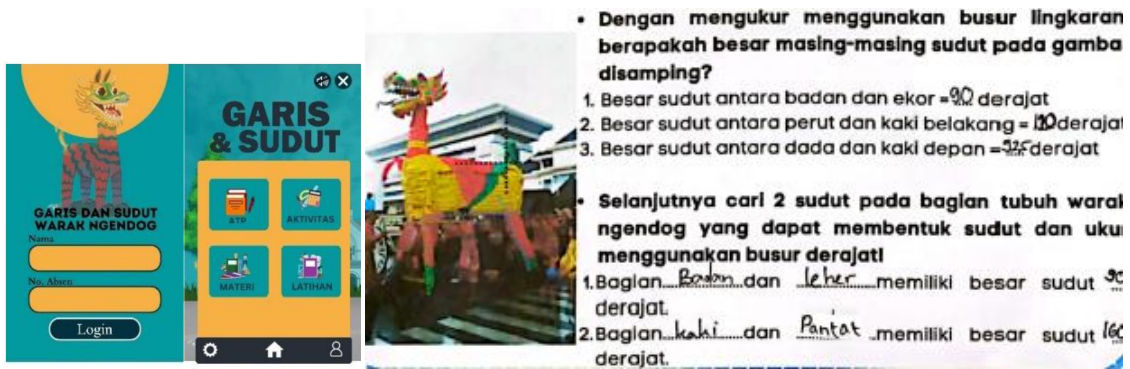 GARIS DAN SUDUT
WARAK NGENDOG
Nama
No. Absen
Login
GARIS
& SUDUT
ATP
AKTIVITAS
MATERI
LATIHAN
• Dengan mengukur menggunakan busur lingkaran
berapakah besar masing-masing sudut pada gamba
disamping?
1. Besar sudut antara badan dan ekor = 90 derajat
2. Besar sudut antara perut dan kaki belakang = 120 derajat
3. Besar sudut antara dada dan kaki depan = derajat
• Selanjutnya cari 2 sudut pada bagian tubuh warak
ngendog yang dapat membentuk sudut dan uku
menggunakan busur derajat!
1. Bagian....Badan....dan ....leher....memiliki besar sudut 90
derajat.
2. Bagian...kaki......dan Pantat ..memiliki besar sudut 160
derajat.